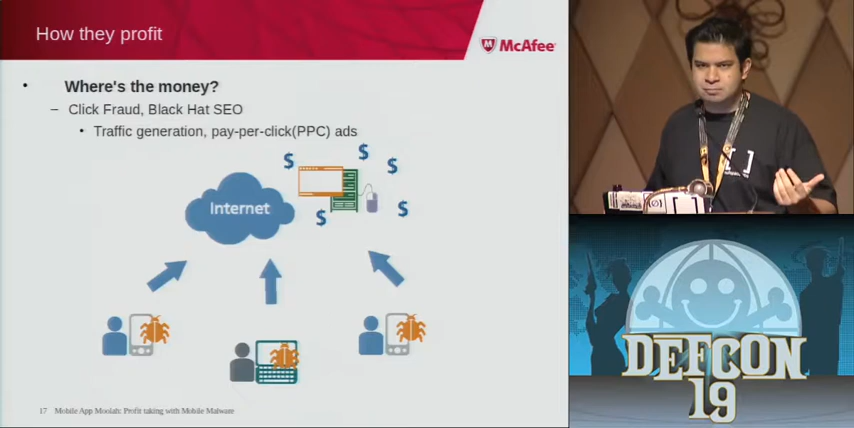 How they profit
McAfee
Where's the money?
Click Fraud, Black Hat SEO
Traffic generation, pay-per-click(PPC) ads
$ $ $ $ $
Internet
17 Mobile App Moolah: Profit taking with Mobile Malware
DEFCON
19